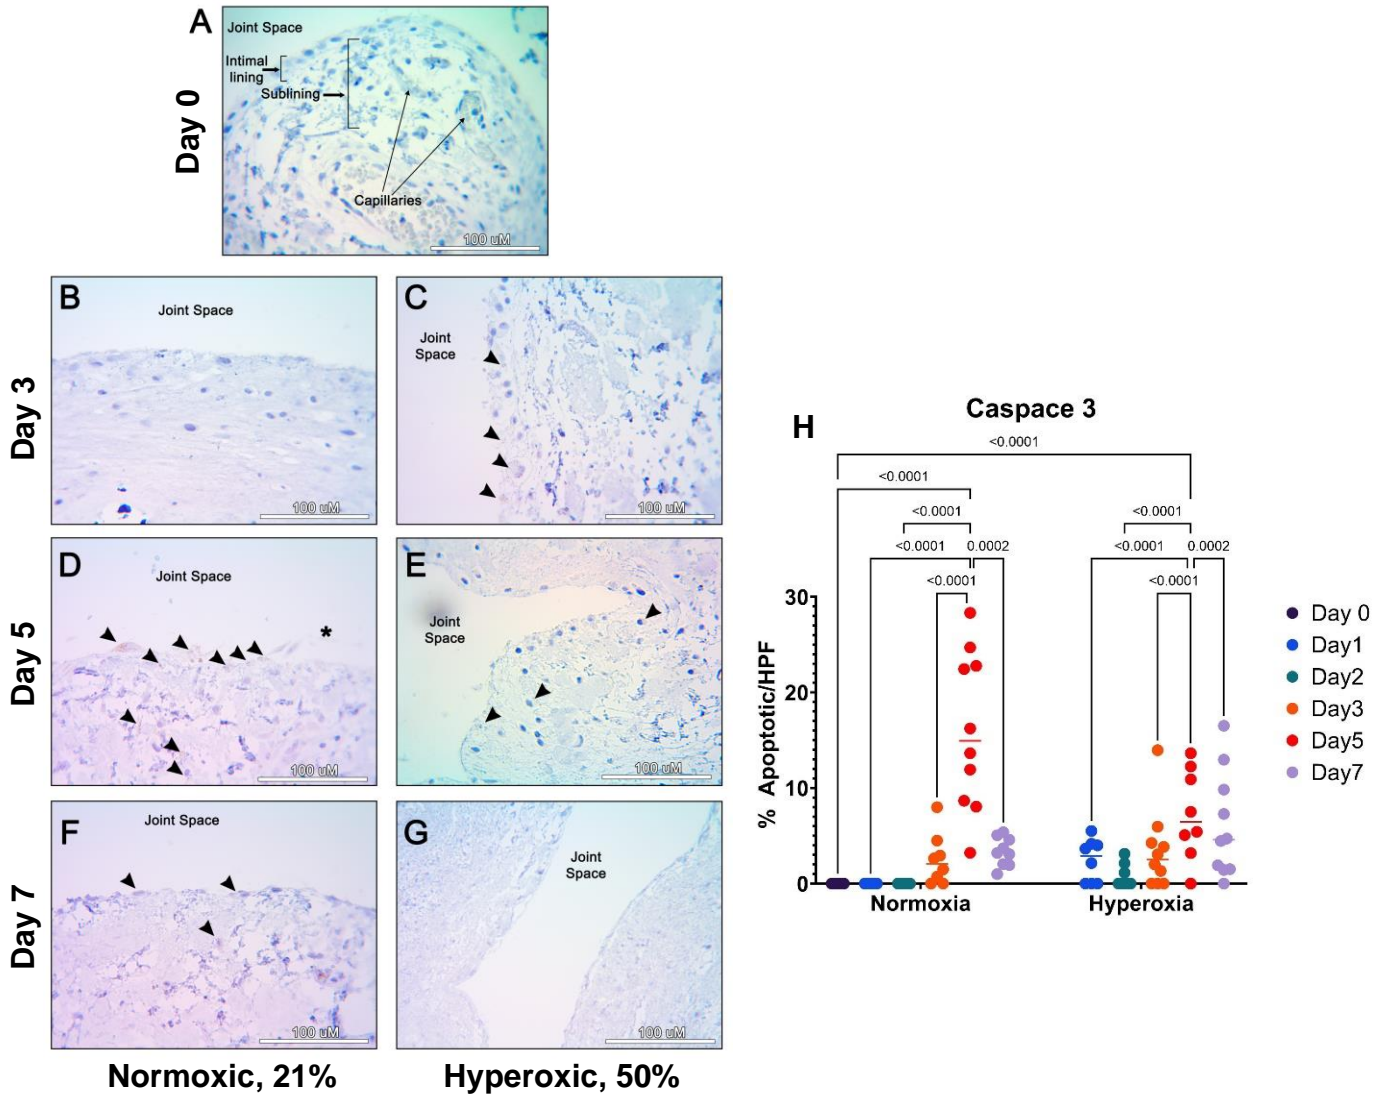 A
Joint Space
Intimal
lining
Sublining
Capillaries
100 uM
Day 0
B
Joint Space
100 uM
C
Joint
Space
100 uM
Day 3
D
Joint Space
*
100 uM
E
Joint
Space
100 uM
Day 5
F
Joint Space
100 uM
G
Joint
Space
100 uM
Day 7
Normoxic, 21%
Hyperoxic, 50%
H
Caspace 3
<0.0001
<0.0001
<0.0001 <0.0001
<0.0001 0.0002 <0.0001 0.0002
<0.0001 <0.0001
% Apoptotic/HPF
30
20
10
0
Normoxia Hyperoxia
Day 0
Day1
Day2
Day3
Day5
Day7